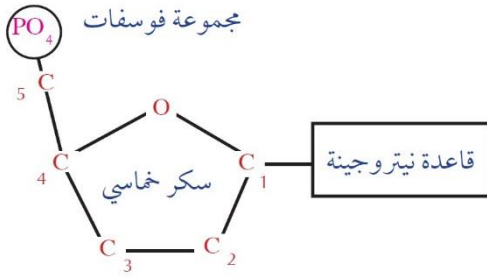 PO4 مجموعة فوسفات
5 C
O
C 4 سكر خماسي C 1 قاعدة نيتروجينة
C 3 C 2